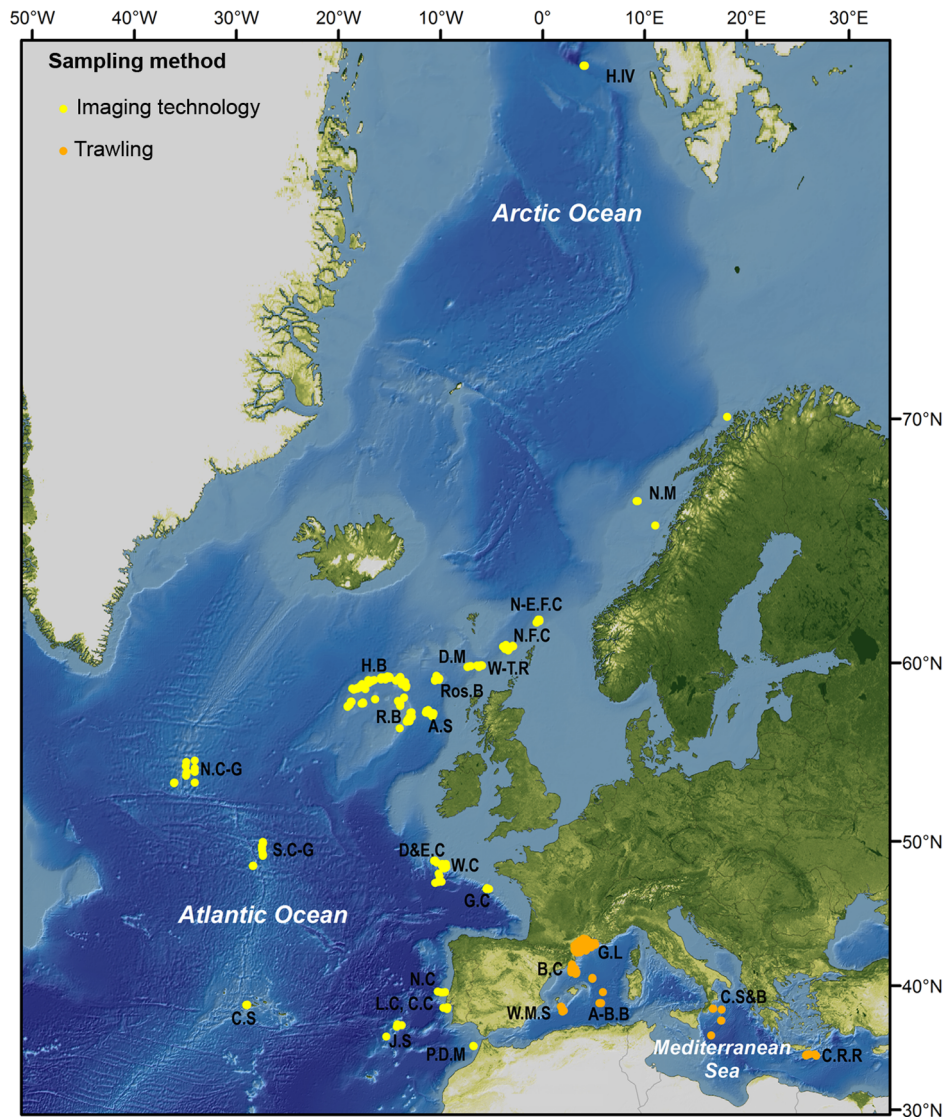 50°W 40°W 30°W 20°W 10°W 0° 10°E 20°E 30°E
Sampling method
Imaging technology
Trawling
H.IV
Arctic Ocean
70°N
N.M
N-E.F.C
N.F.C
D.M
W-T.R
60°N
H.B
Ros.B
R.B
A.S
N.C-G
50°N
S.C-G
D&E.C
W.C
G.C
Atlantic Ocean
G.L
B.C
N.C
40°N
L.C, C.C
C.S
W.M.S
A-B.B
C.S&B
J.S
P.D.M
Mediterranean
Sea
C.R.R
30°N